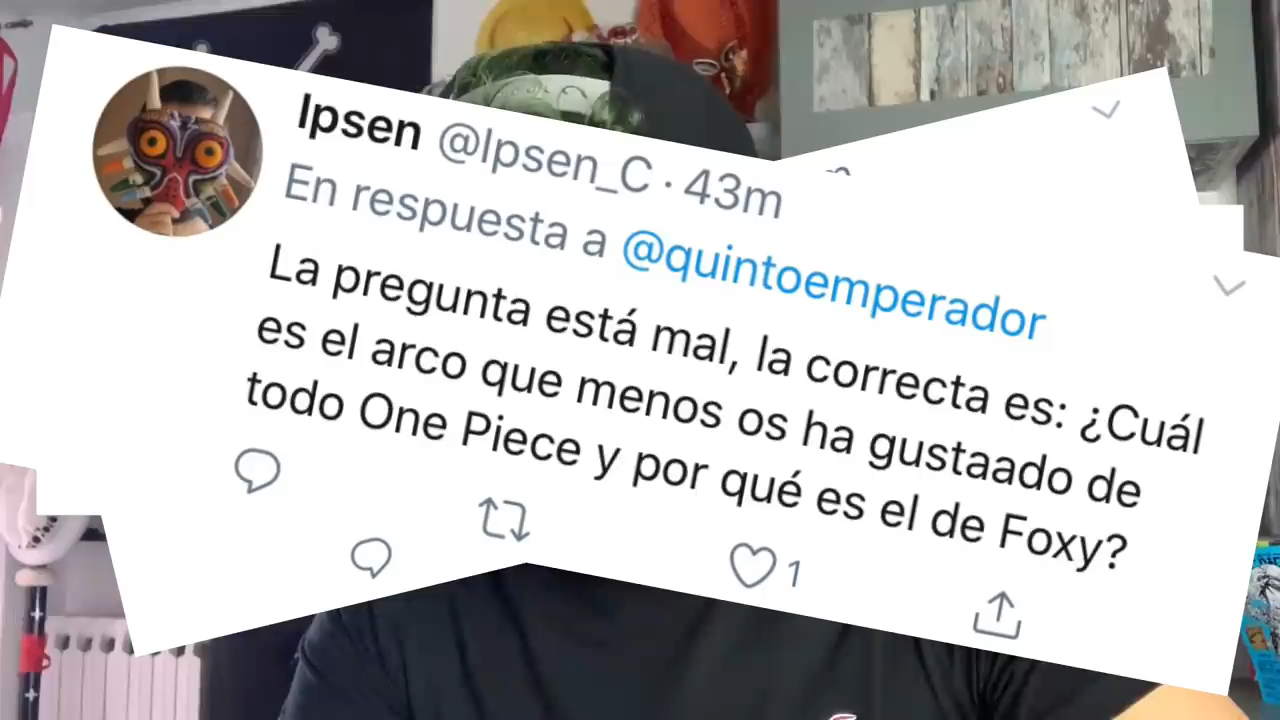 Ipsen @Ipsen_C · 43m
En respuesta a @quintoemperador
La pregunta está mal, la correcta es: ¿Cuál
es el arco que menos os ha gustaado de
todo One Piece y por qué es el de Foxy?
1